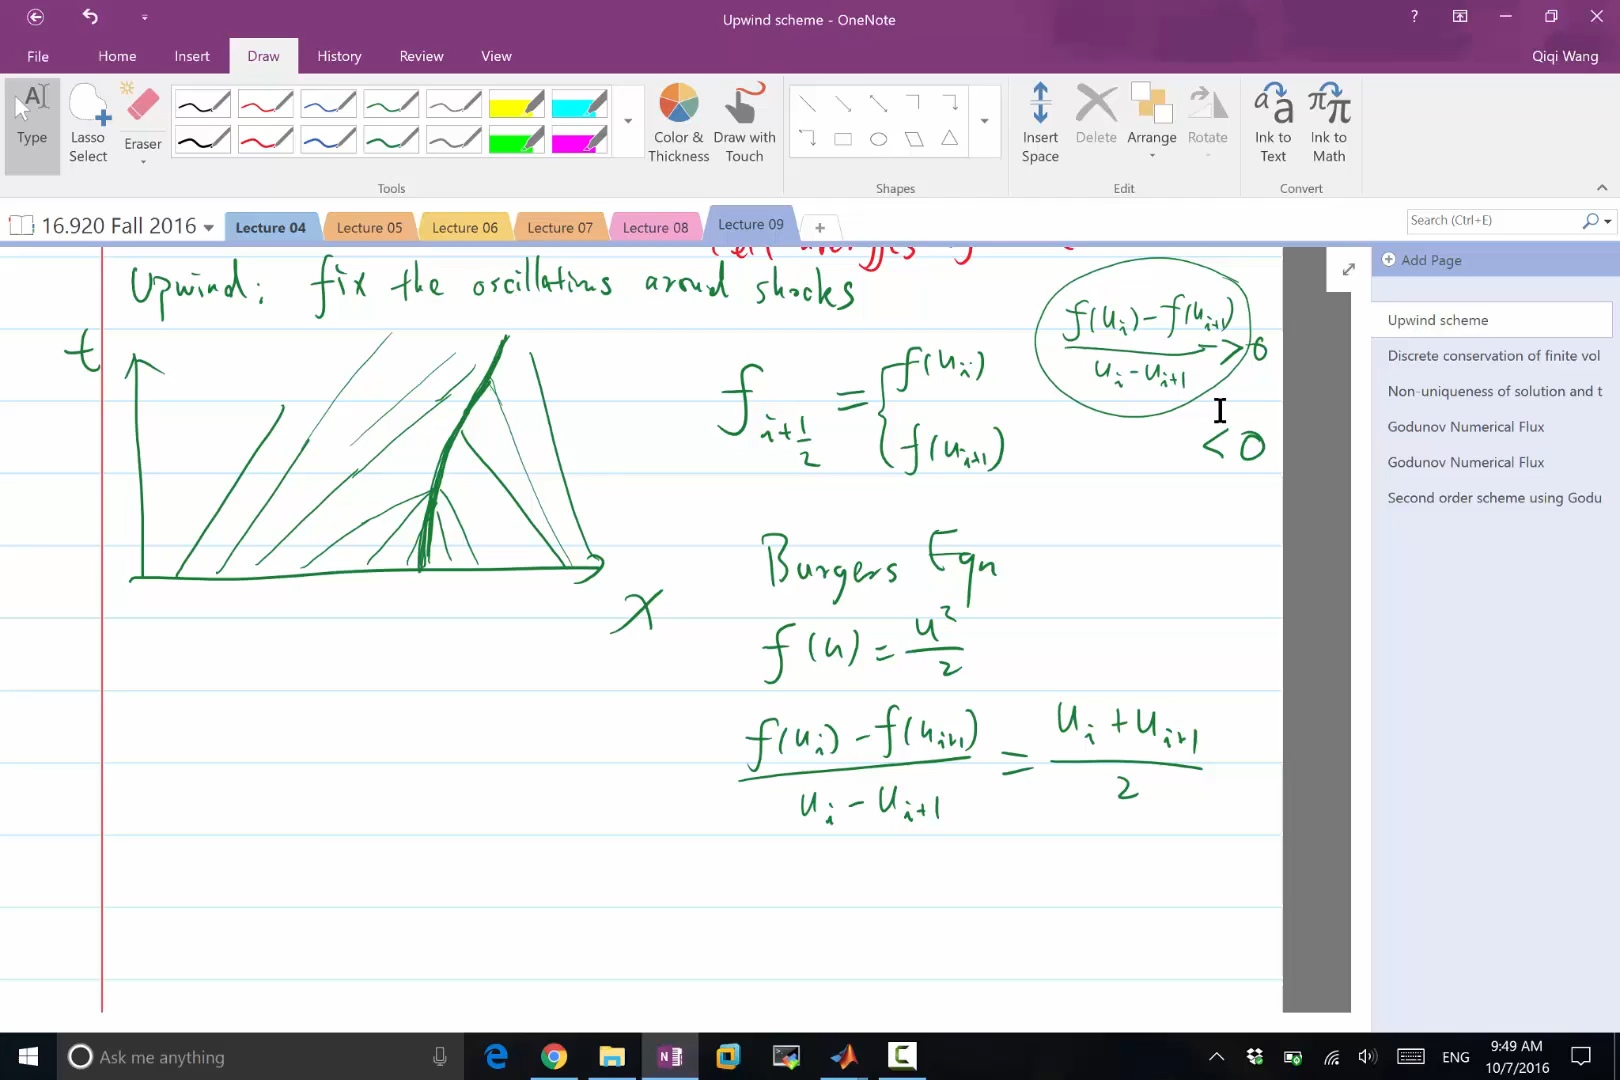 Upwind scheme - OneNote
?
File
Home
Insert
Draw
History
Review
View
Qiqi Wang
Type
Lasso Select
Eraser
Color & Thickness
Draw with Touch
Insert Space
Delete
Arrange
Rotate
Ink to Text
Ink to Math
Tools
Shapes
Edit
Convert
16.920 Fall 2016
Lecture 04
Lecture 05
Lecture 06
Lecture 07
Lecture 08
Lecture 09
Search (Ctrl+E)
Add Page
Upwind scheme
Discrete conservation of finite vol
Non-uniqueness of solution and t
Godunov Numerical Flux
Godunov Numerical Flux
Second order scheme using Godu
Upwind: fix the oscillations around shocks
t
x
f_{i+1/2} = { f(u_i)
f(u_{i+1})
(f(u_i) - f(u_{i+1})) / (u_i - u_{i+1}) > 0
< 0
Burgers Eqn
f(u) = u²/2
(f(u_i) - f(u_{i+1})) / (u_i - u_{i+1}) = (u_i + u_{i+1}) / 2
Ask me anything
ENG
9:49 AM
10/7/2016